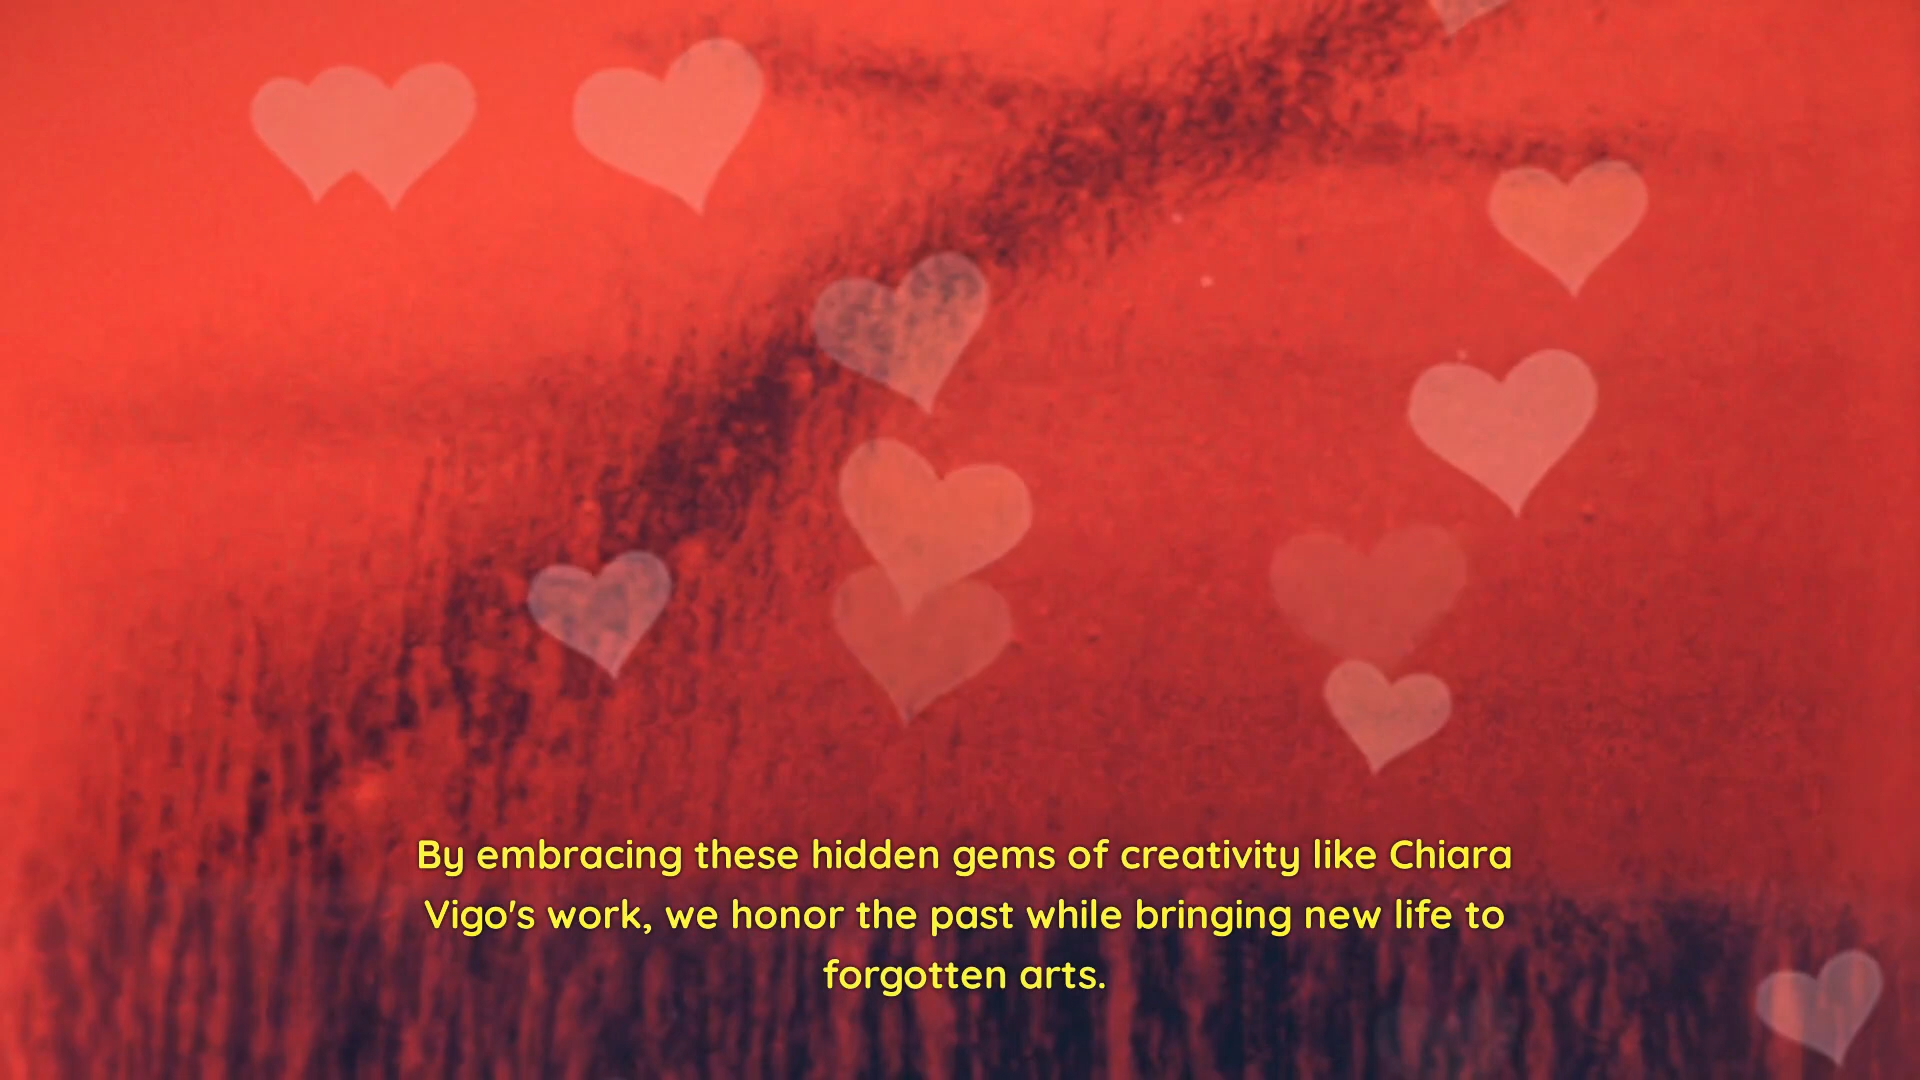 By embracing these hidden gems of creativity like Chiara
Vigo's work, we honor the past while bringing new life to
forgotten arts.